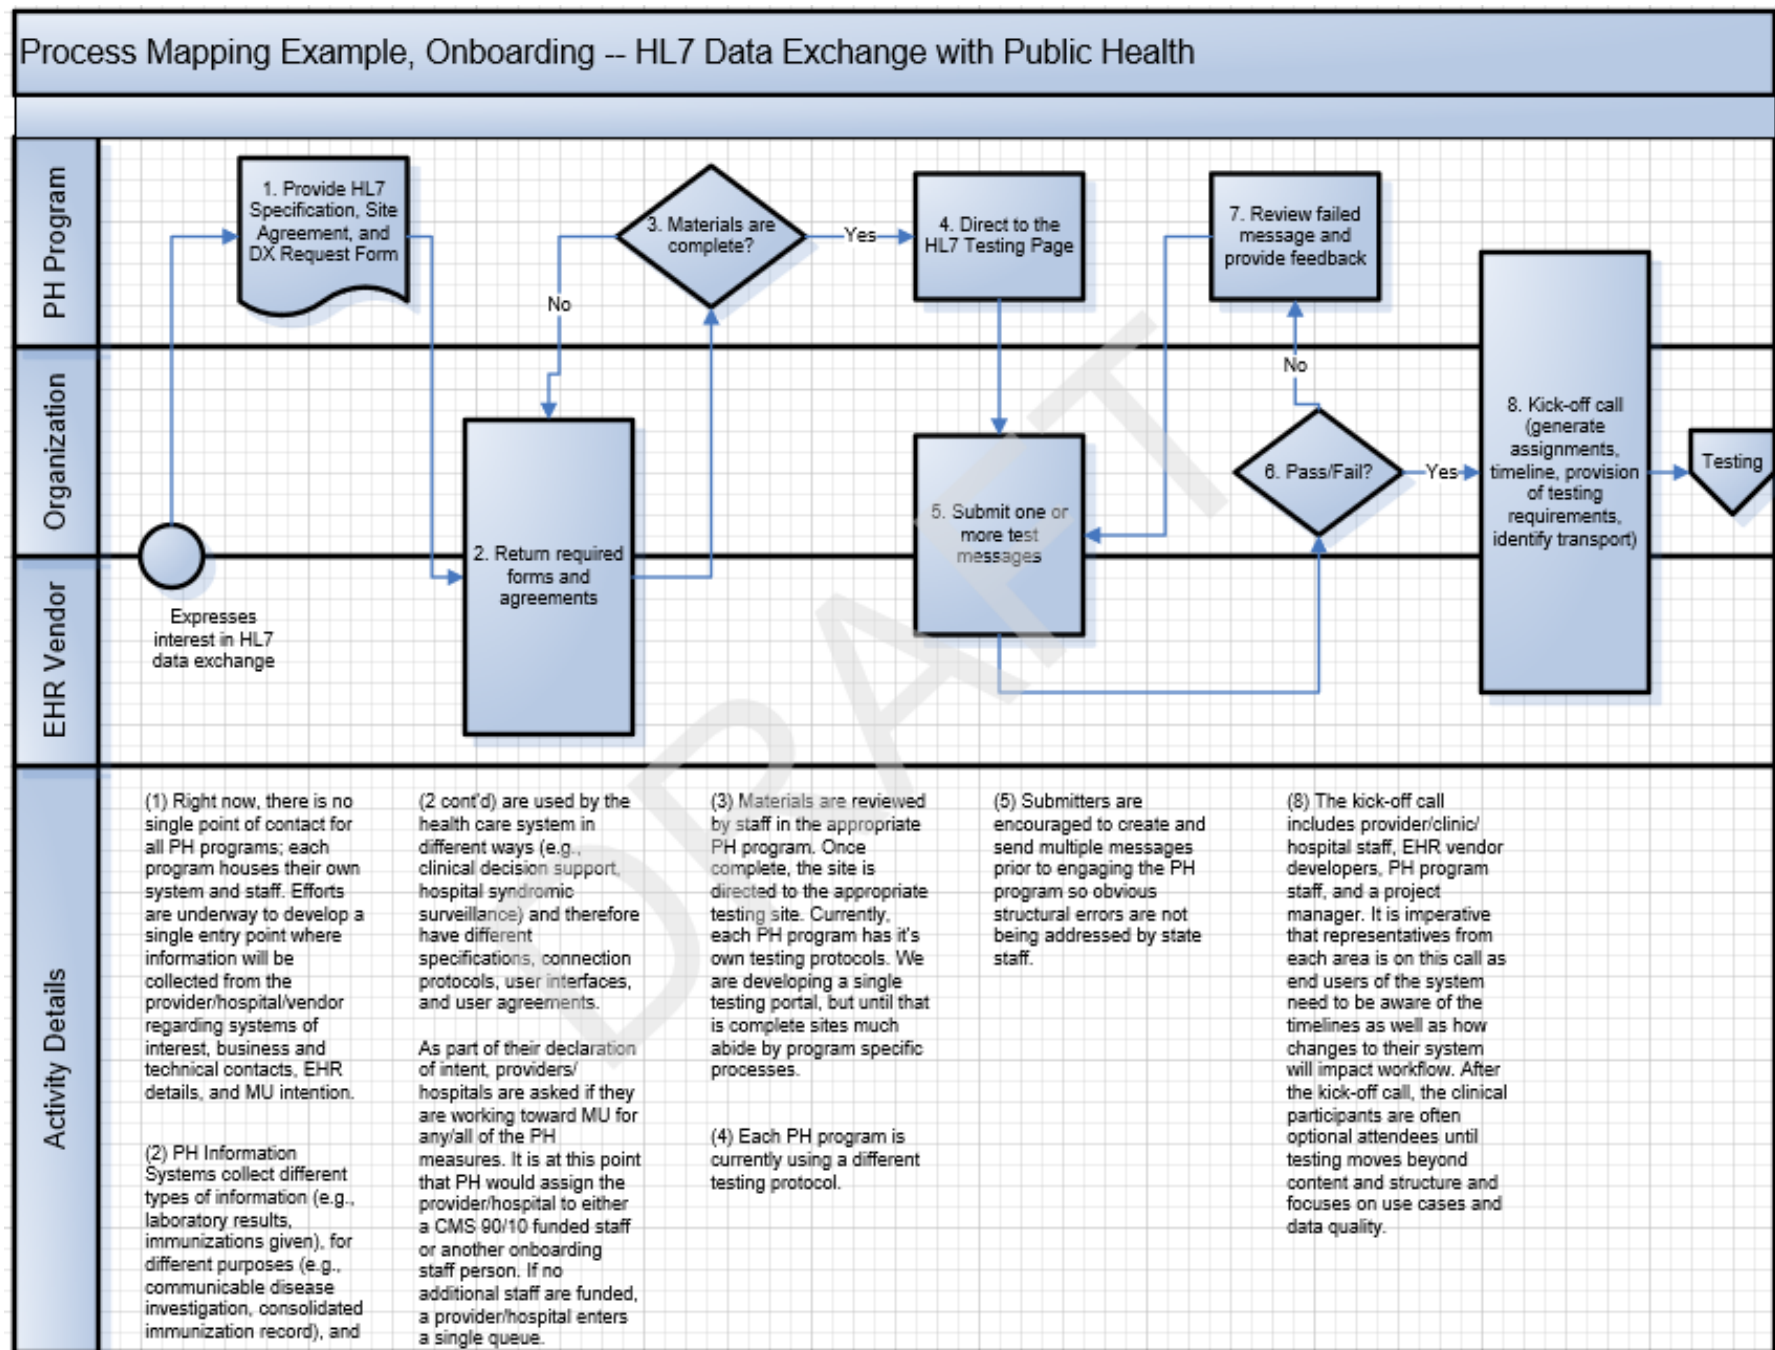 Process Mapping Example, Onboarding -- HL7 Data Exchange with Public Health
PH Program
1. Provide HL7
Specification, Site
Agreement, and
DX Request Form
3. Materials are
complete?
Yes
No
4. Direct to the
HL7 Testing Page
7. Review failed
message and
provide feedback
Organization
No
6. Pass/Fail?
Yes
8. Kick-off call
(generate
assignments,
timeline, provision
of testing
requirements,
identify transport)
Testing
5. Submit one or
more test
messages
2. Return required
forms and
agreements
EHR Vendor
Expresses
interest in HL7
data exchange
DRAFT
Activity Details
(1) Right now, there is no
single point of contact for
all PH programs; each
program houses their own
system and staff. Efforts
are underway to develop a
single entry point where
information will be
collected from the
provider/hospital/vendor
regarding systems of
interest, business and
technical contacts, EHR
details, and MU intention.
(2) PH Information
Systems collect different
types of information (e.g.,
laboratory results,
immunizations given), for
different purposes (e.g.,
communicable disease
investigation, consolidated
immunization record), and
(2 cont'd) are used by the
health care system in
different ways (e.g.,
clinical decision support,
hospital syndromic
surveillance) and therefore
have different
specifications, connection
protocols, user interfaces,
and user agreements.
As part of their declaration
of intent, providers/
hospitals are asked if they
are working toward MU for
any/all of the PH
measures. It is at this point
that PH would assign the
provider/hospital to either
a CMS 90/10 funded staff
or another onboarding
staff person. If no
additional staff are funded,
a provider/hospital enters
a single queue.
(3) Materials are reviewed
by staff in the appropriate
PH program. Once
complete, the site is
directed to the appropriate
testing site. Currently,
each PH program has it's
own testing protocols. We
are developing a single
testing portal, but until that
is complete sites much
abide by program specific
processes.
(4) Each PH program is
currently using a different
testing protocol.
(5) Submitters are
encouraged to create and
send multiple messages
prior to engaging the PH
program so obvious
structural errors are not
being addressed by state
staff.
(8) The kick-off call
includes provider/clinic/
hospital staff, EHR vendor
developers, PH program
staff, and a project
manager. It is imperative
that representatives from
each area is on this call as
end users of the system
need to be aware of the
timelines as well as how
changes to their system
will impact workflow. After
the kick-off call, the clinical
participants are often
optional attendees until
testing moves beyond
content and structure and
focuses on use cases and
data quality.